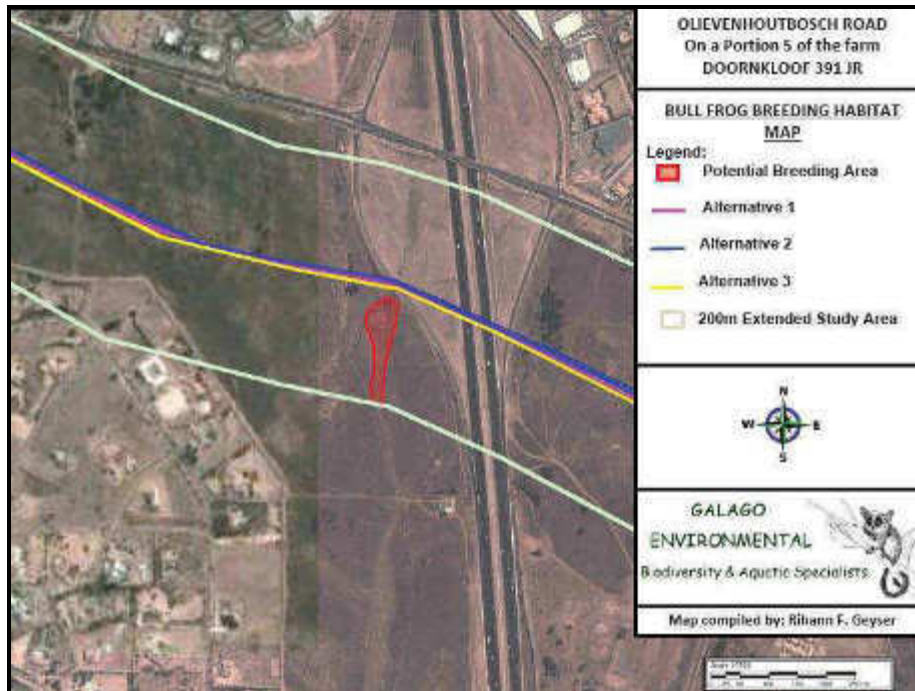 OLIEVENHOUTBOSCH ROAD
On a Portion 5 of the farm
DOORNKLOOF 391 JR
BULL FROG BREEDING HABITAT
MAP
Legend:
Potential Breeding Area
Alternative 1
Alternative 2
Alternative 3
200m Extended Study Area
N
W E
S
GALAGO
ENVIRONMENTAL
Biodiversity & Aquatic Specialists
Map compiled by: Rihann F. Geyser